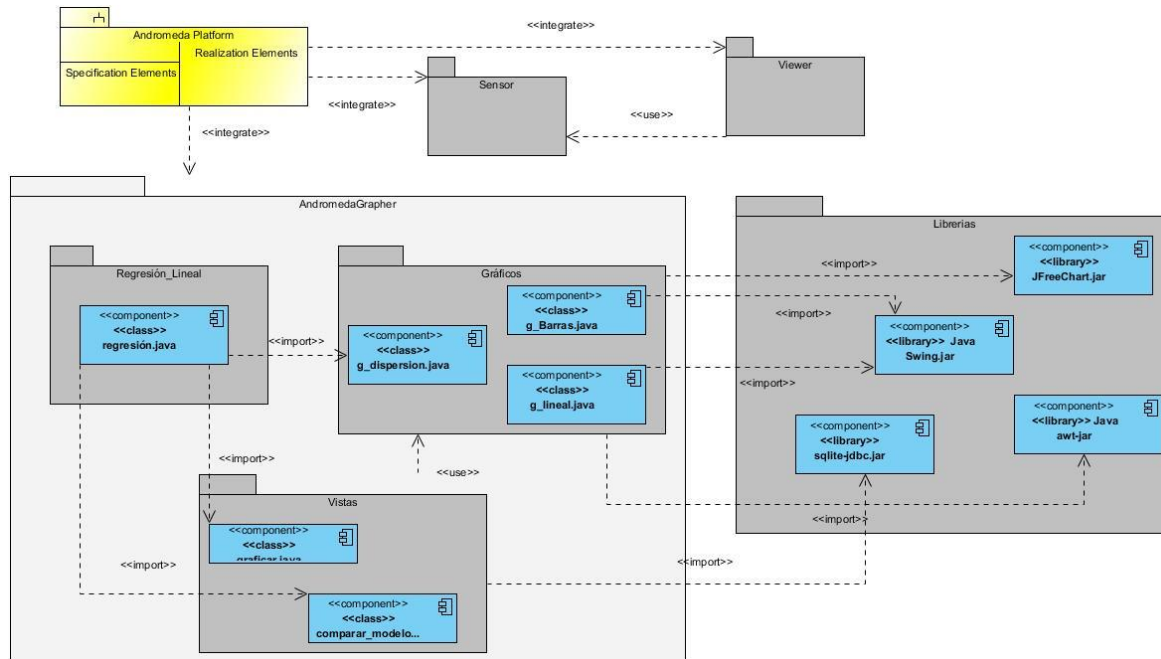 Andromeda Platform
Realization Elements
Specification Elements
<<integrate>>
<<integrate>>
<<integrate>>
Sensor
Viewer
<<use>>
AndromedaGrapher
Regresión_Lineal
<<component>>
<<class>>
regresión.java
<<import>>
Gráficos
<<component>>
<<class>>
g_Barras.java
<<component>>
<<class>>
g_dispersion.java
<<component>>
<<class>>
g_lineal.java
<<use>>
<<import>>
<<import>>
Vistas
<<component>>
<<class>>
graficar.java
<<component>>
<<class>>
comparar_modelo...
Librerias
<<component>>
<<library>>
JFreeChart.jar
<<import>>
<<import>>
<<component>>
<<library>> Java
Swing.jar
<<import>>
<<component>>
<<library>>
sqlite-jdbc.jar
<<component>>
<<library>> Java
awt-jar
<<import>>
<<import>>